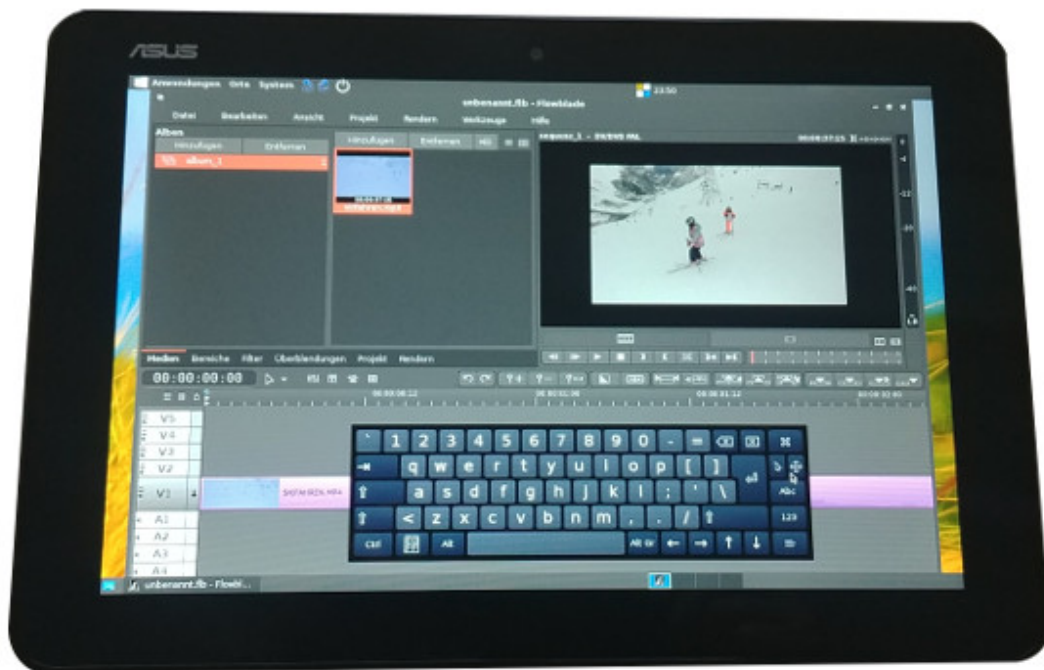 ASUS
Anwendungen Orte System
23:50
unbenannt.flb - Flowblade
Datei Bearbeiten Ansicht Projekt Rendern Werkzeuge Hilfe
Alben
Hinzufügen Entfernen
Hinzufügen Entfernen
album_1
Medien Bereiche Filter Überblendungen Projekt Rendern
00:00:00:00
V5
V4
V3
V2
V1
A1
A2
A3
A4
` 1 2 3 4 5 6 7 8 9 0 - =
q w e r t y u i o p [ ]
a s d f g h j k l ; ' \
Abc
< z x c v b n m , . /
123
Ctrl Alt Alt Gr
unbenannt.flb - Flowbl...